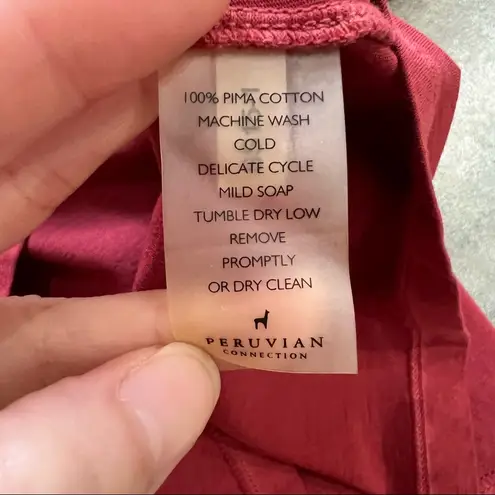 100% PIMA COTTON
MACHINE WASH
COLD
DELICATE CYCLE
MILD SOAP
TUMBLE DRY LOW
REMOVE
PROMPTLY
OR DRY CLEAN
PERUVIAN
CONNECTION